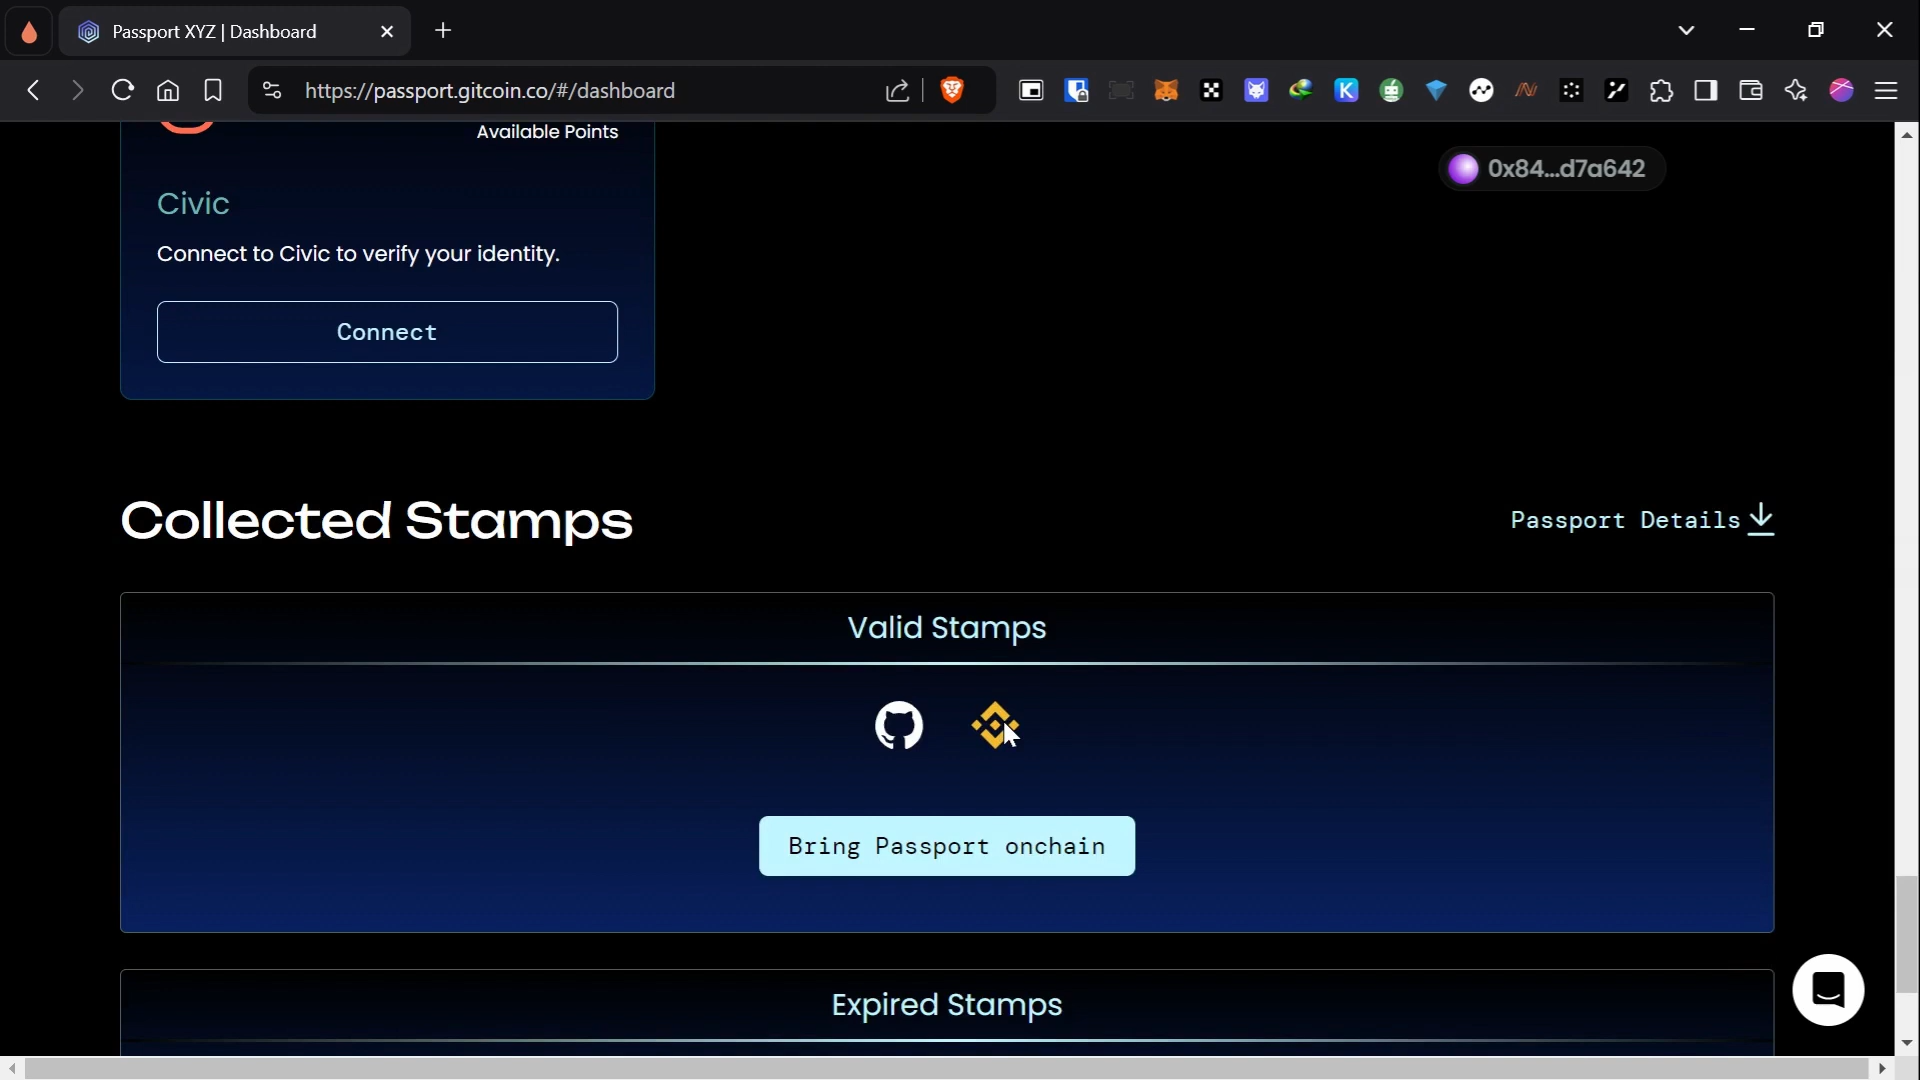 Passport XYZ | Dashboard
https://passport.gitcoin.co/#/dashboard
Available Points
0x84...d7a642
Civic
Connect to Civic to verify your identity.
Connect
Collected Stamps
Passport Details
Valid Stamps
Bring Passport onchain
Expired Stamps